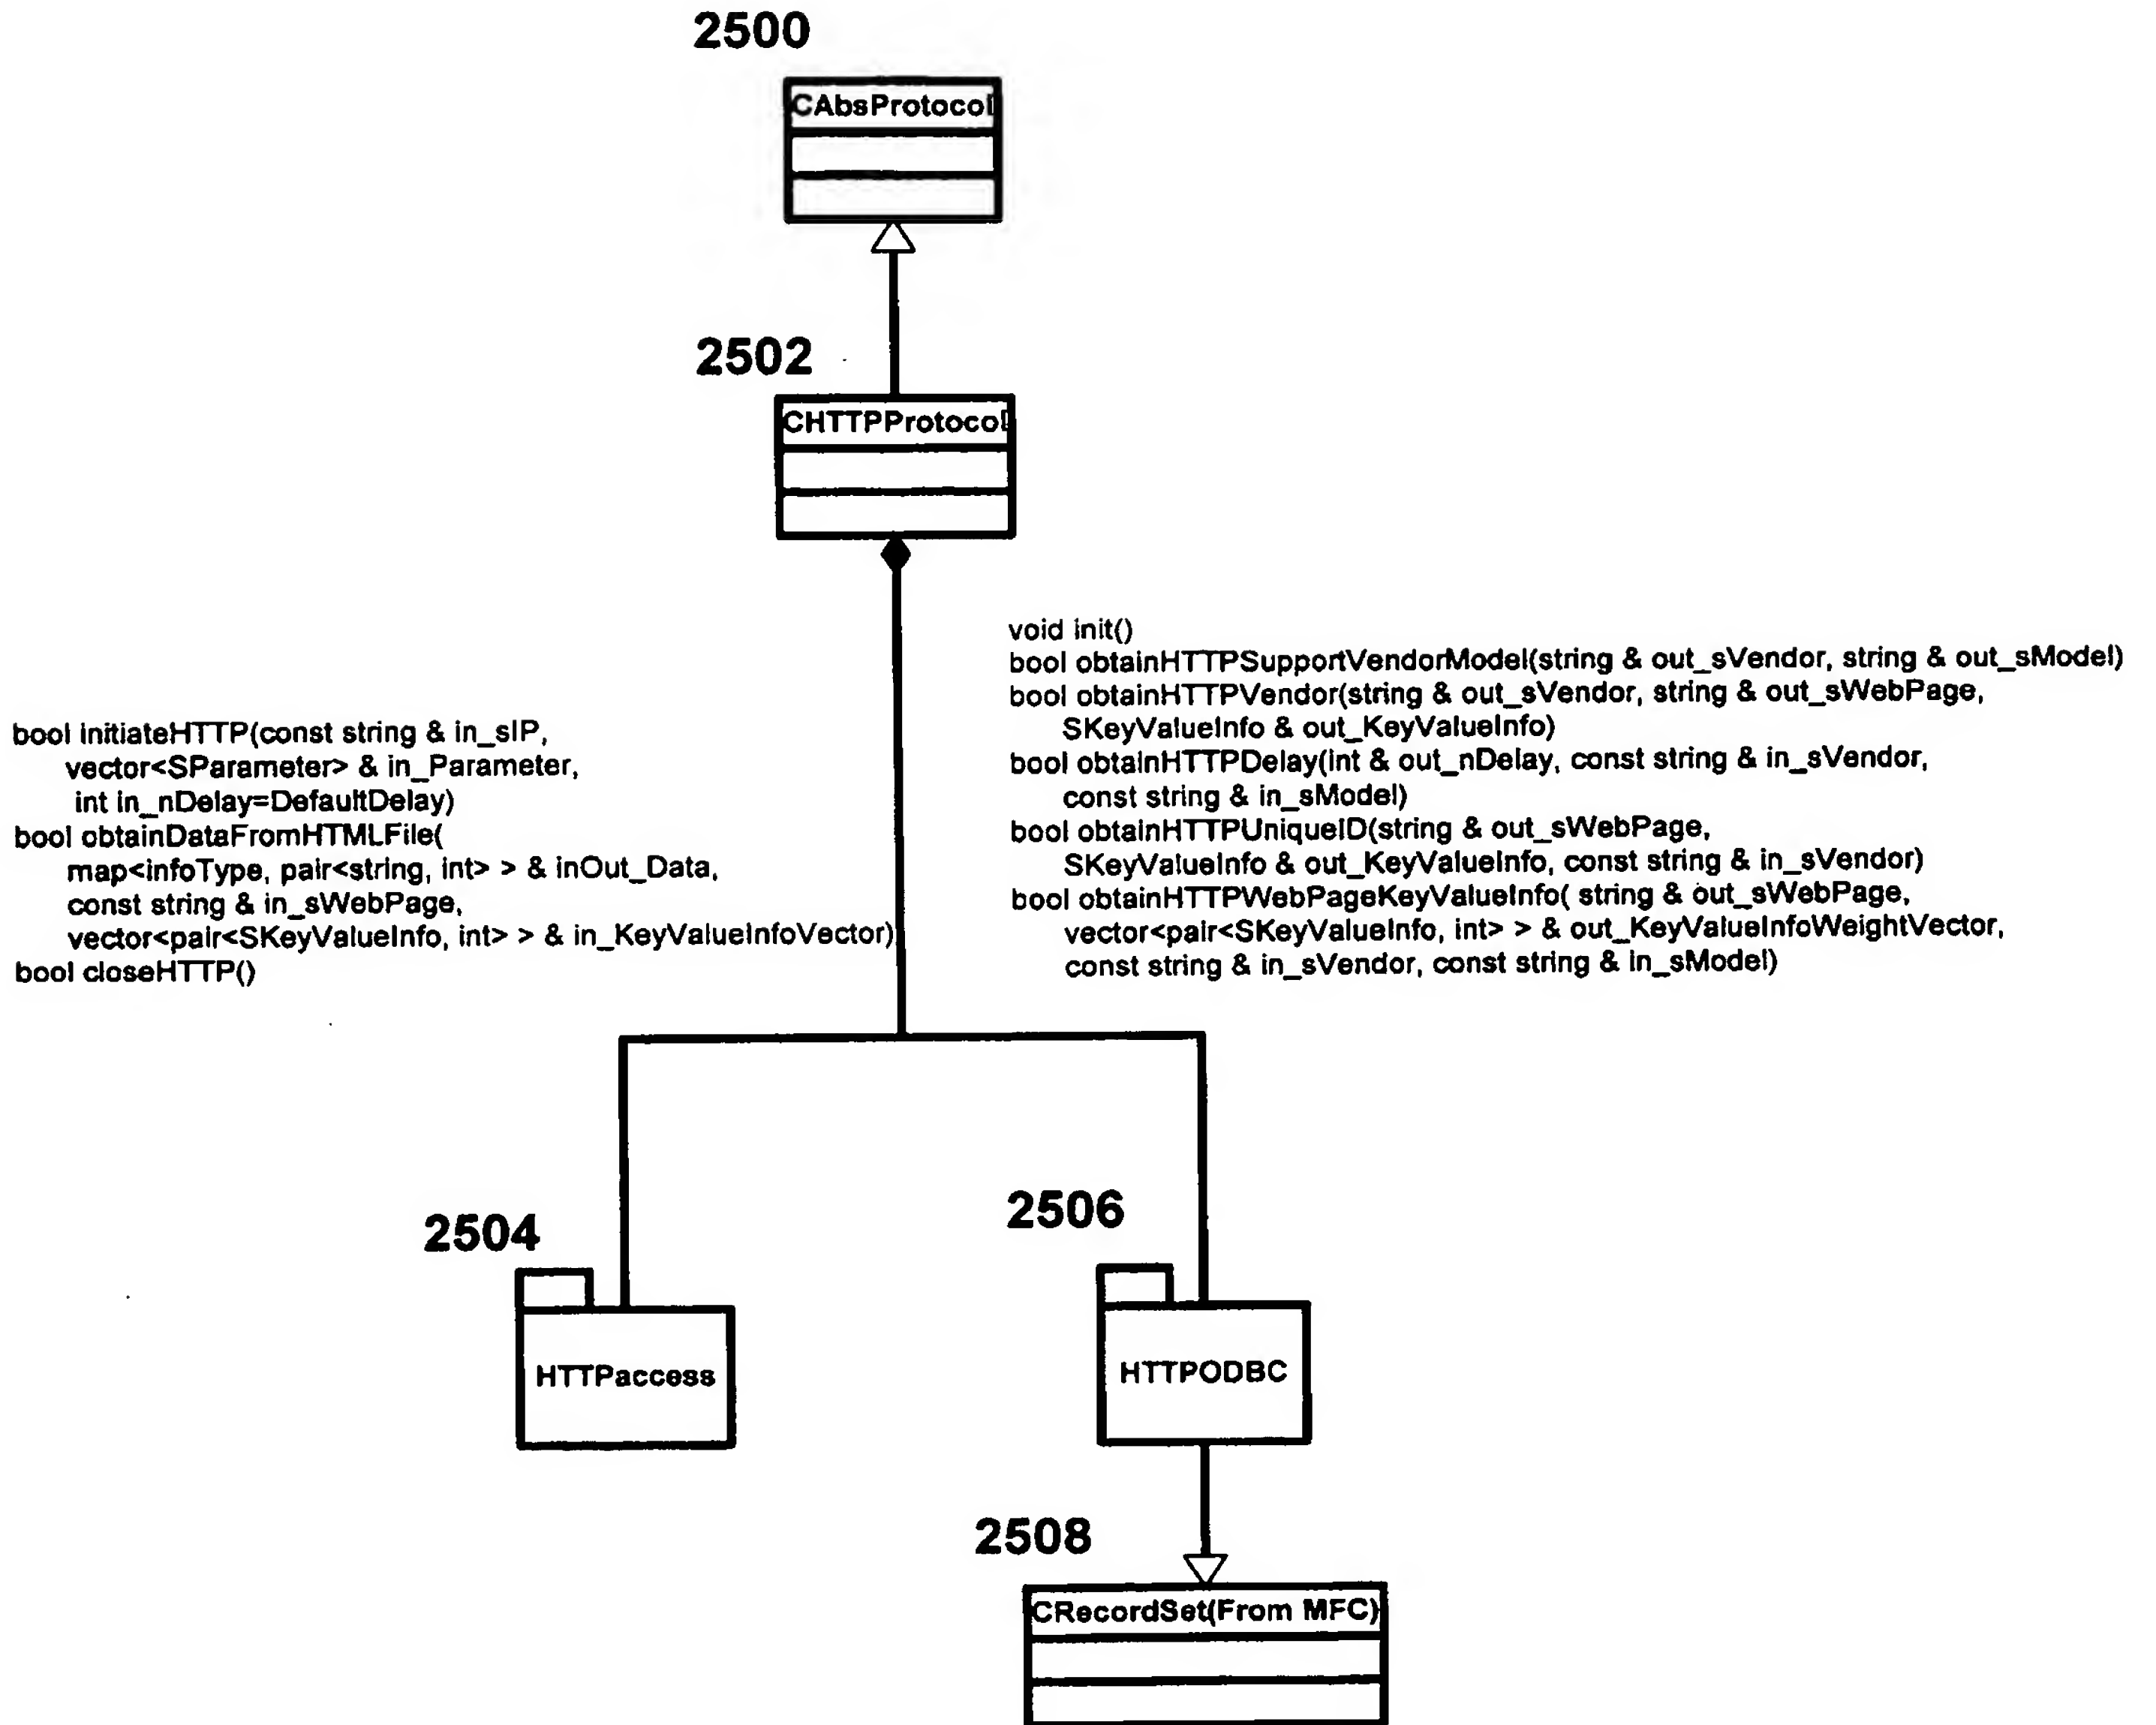 2500
CAbsProtocol
2502
CHTTPProtocol
bool initiateHTTP(const string & in_sIP,
vector<SParameter> & in_Parameter,
int in_nDelay=DefaultDelay)
bool obtainDataFromHTMLFile(
map<infoType, pair<string, int> > & inOut_Data,
const string & in_sWebPage,
vector<pair<SKeyValueInfo, int> > & in_KeyValueInfoVector)
bool closeHTTP()
void init()
bool obtainHTTPSupportVendorModel(string & out_sVendor, string & out_sModel)
bool obtainHTTPVendor(string & out_sVendor, string & out_sWebPage,
SKeyValueInfo & out_KeyValueInfo)
bool obtainHTTPDelay(int & out_nDelay, const string & in_sVendor,
const string & in_sModel)
bool obtainHTTPUniqueID(string & out_sWebPage,
SKeyValueInfo & out_KeyValueInfo, const string & in_sVendor)
bool obtainHTTPWebPageKeyValueInfo( string & out_sWebPage,
vector<pair<SKeyValueInfo, int> > & out_KeyValueInfoWeightVector,
const string & in_sVendor, const string & in_sModel)
2504
HTTPaccess
2506
HTTPODBC
2508
CRecordSet(From MFC)